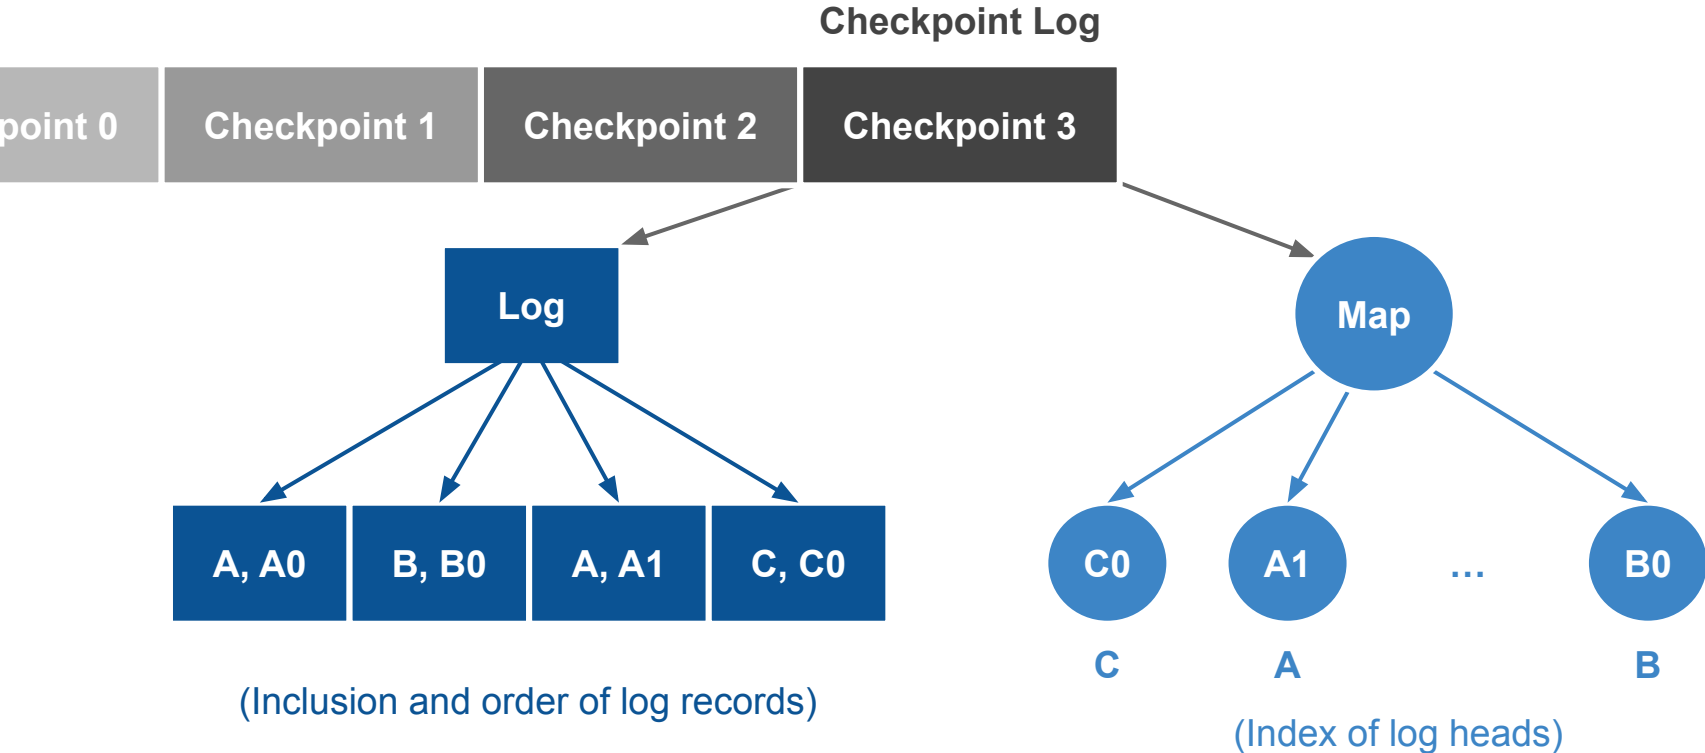 Checkpoint Log
point 0
Checkpoint 1
Checkpoint 2
Checkpoint 3
Log
Map
A, A0
B, B0
A, A1
C, C0
C0
A1
...
B0
C
A
B
(Inclusion and order of log records)
(Index of log heads)